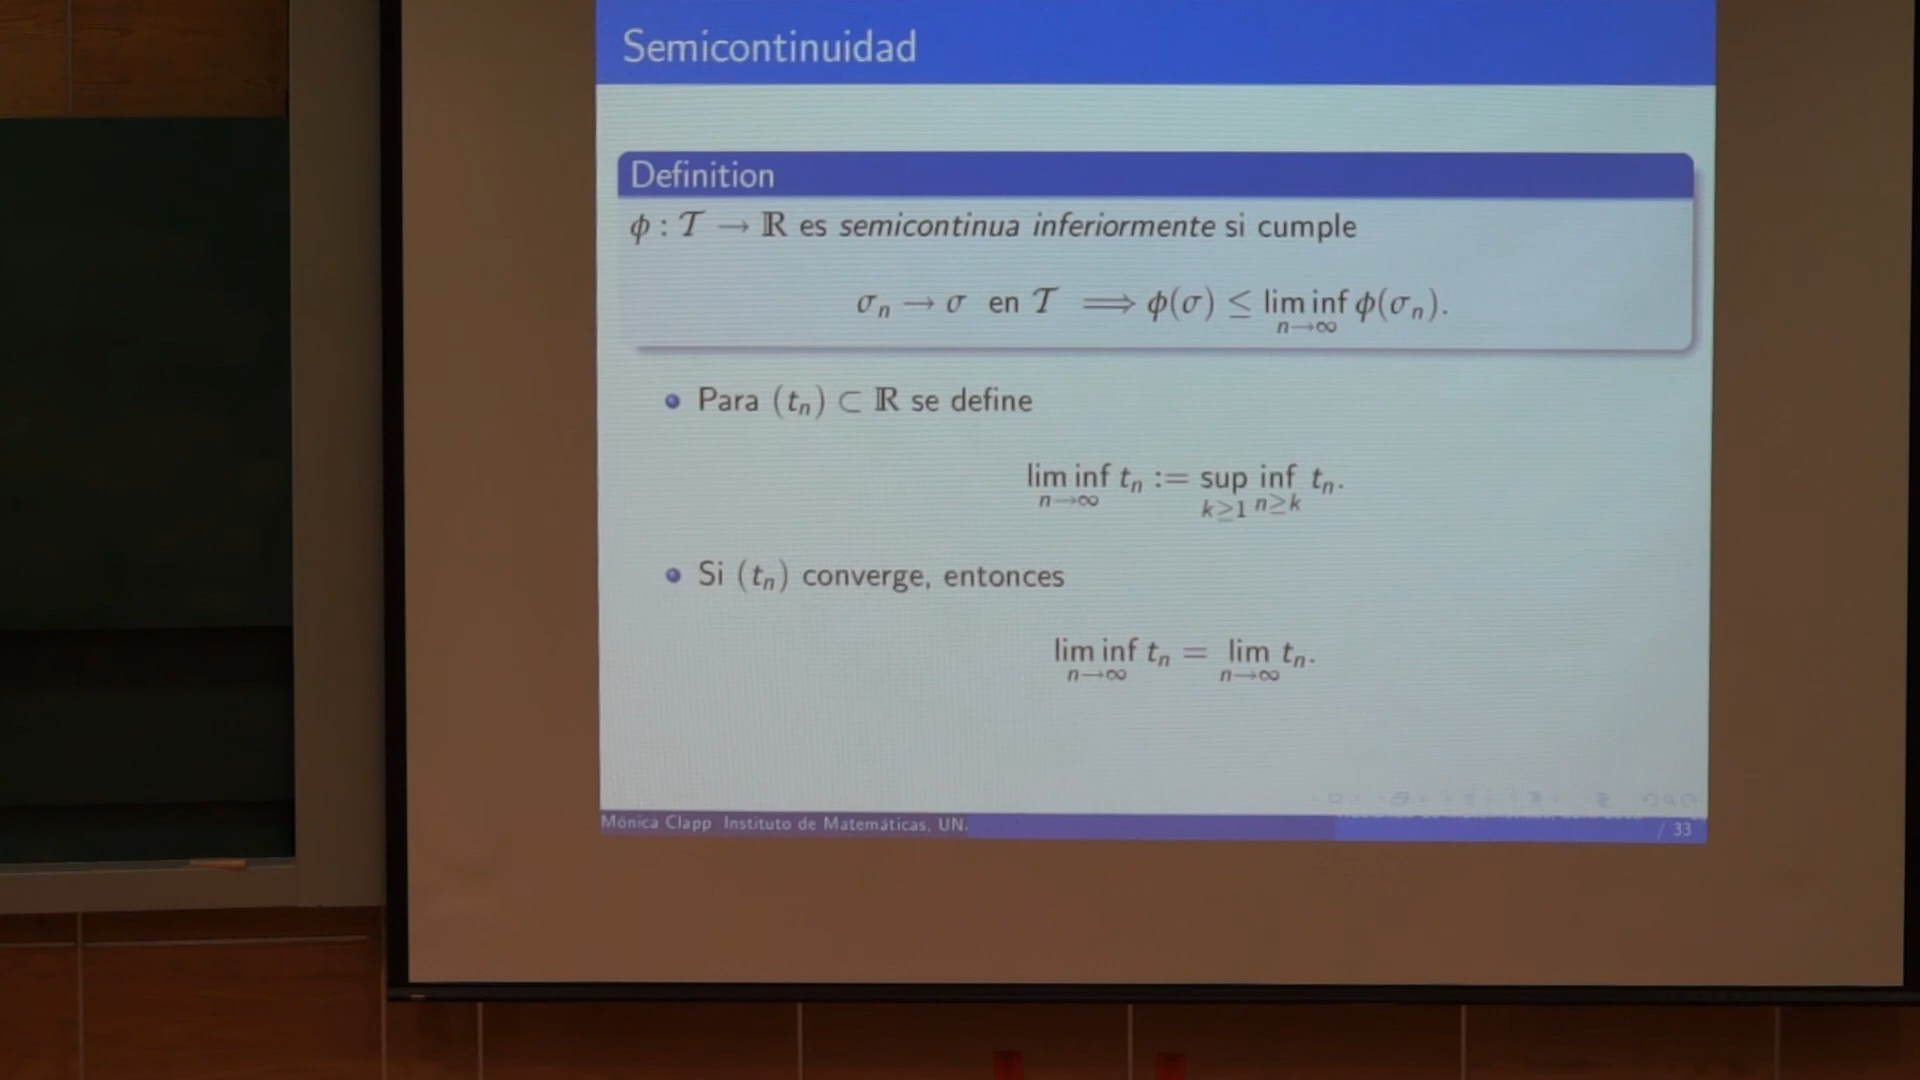 Semicontinuidad
Definition
ϕ : 𝒯 → ℝ es semicontinua inferiormente si cumple
σₙ → σ en 𝒯 ⟹ ϕ(σ) ≤ lim inf ϕ(σₙ).
n→∞
• Para (tₙ) ⊂ ℝ se define
lim inf tₙ := sup inf tₙ.
n→∞ k≥1 n≥k
• Si (tₙ) converge, entonces
lim inf tₙ = lim tₙ.
n→∞ n→∞
Mónica Clapp Instituto de Matemáticas, UN.
/ 33